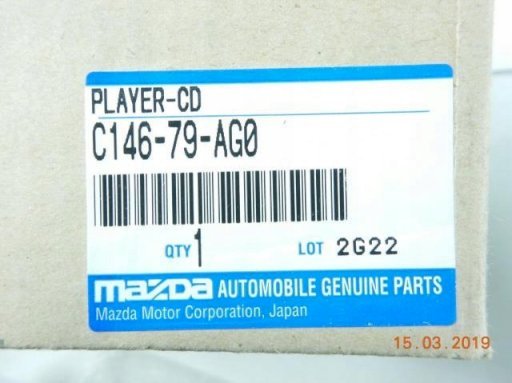 PLAYER-CD
C146-79-AG0
QTY 1 LOT 2G22
mazda AUTOMOBILE GENUINE PARTS
Mazda Motor Corporation, Japan
15.03.2019